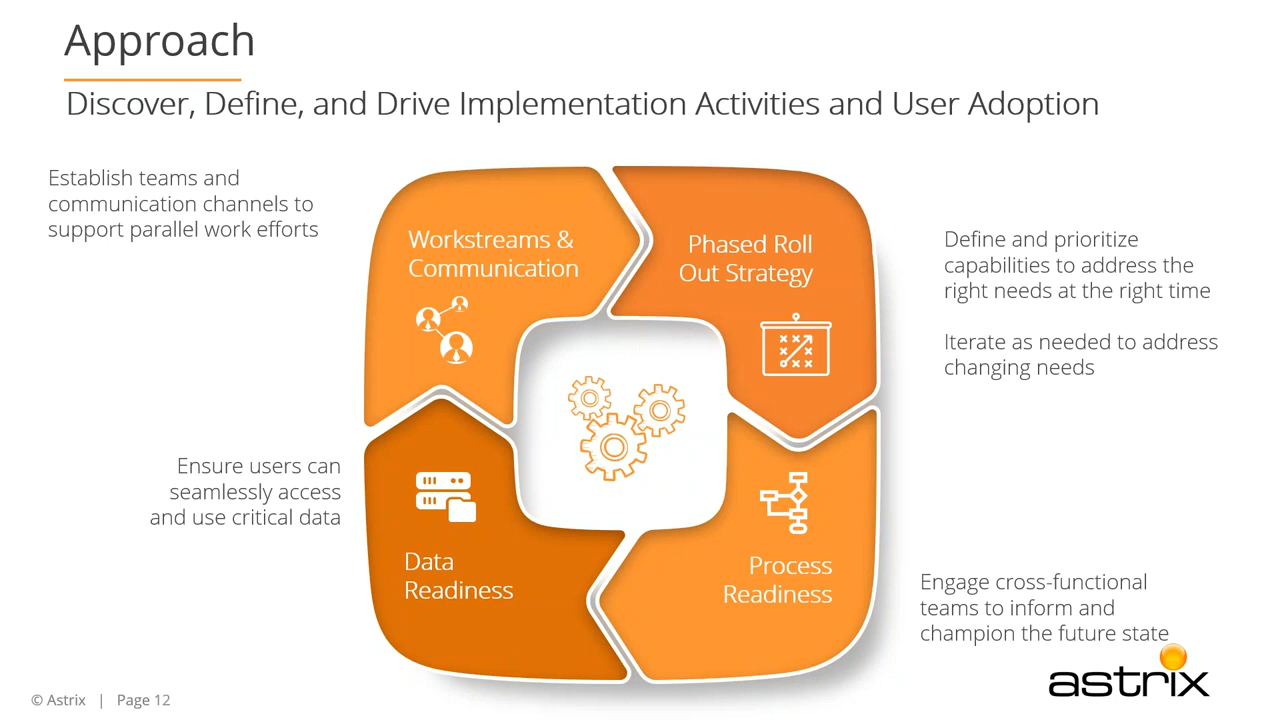 Approach
Discover, Define, and Drive Implementation Activities and User Adoption
Establish teams and
communication channels to
support parallel work efforts
Workstreams &
Communication
Phased Roll
Out Strategy
Define and prioritize
capabilities to address the
right needs at the right time
Iterate as needed to address
changing needs
Ensure users can
seamlessly access
and use critical data
Data
Readiness
Process
Readiness
Engage cross-functional
teams to inform and
champion the future state
astrix
© Astrix | Page 12